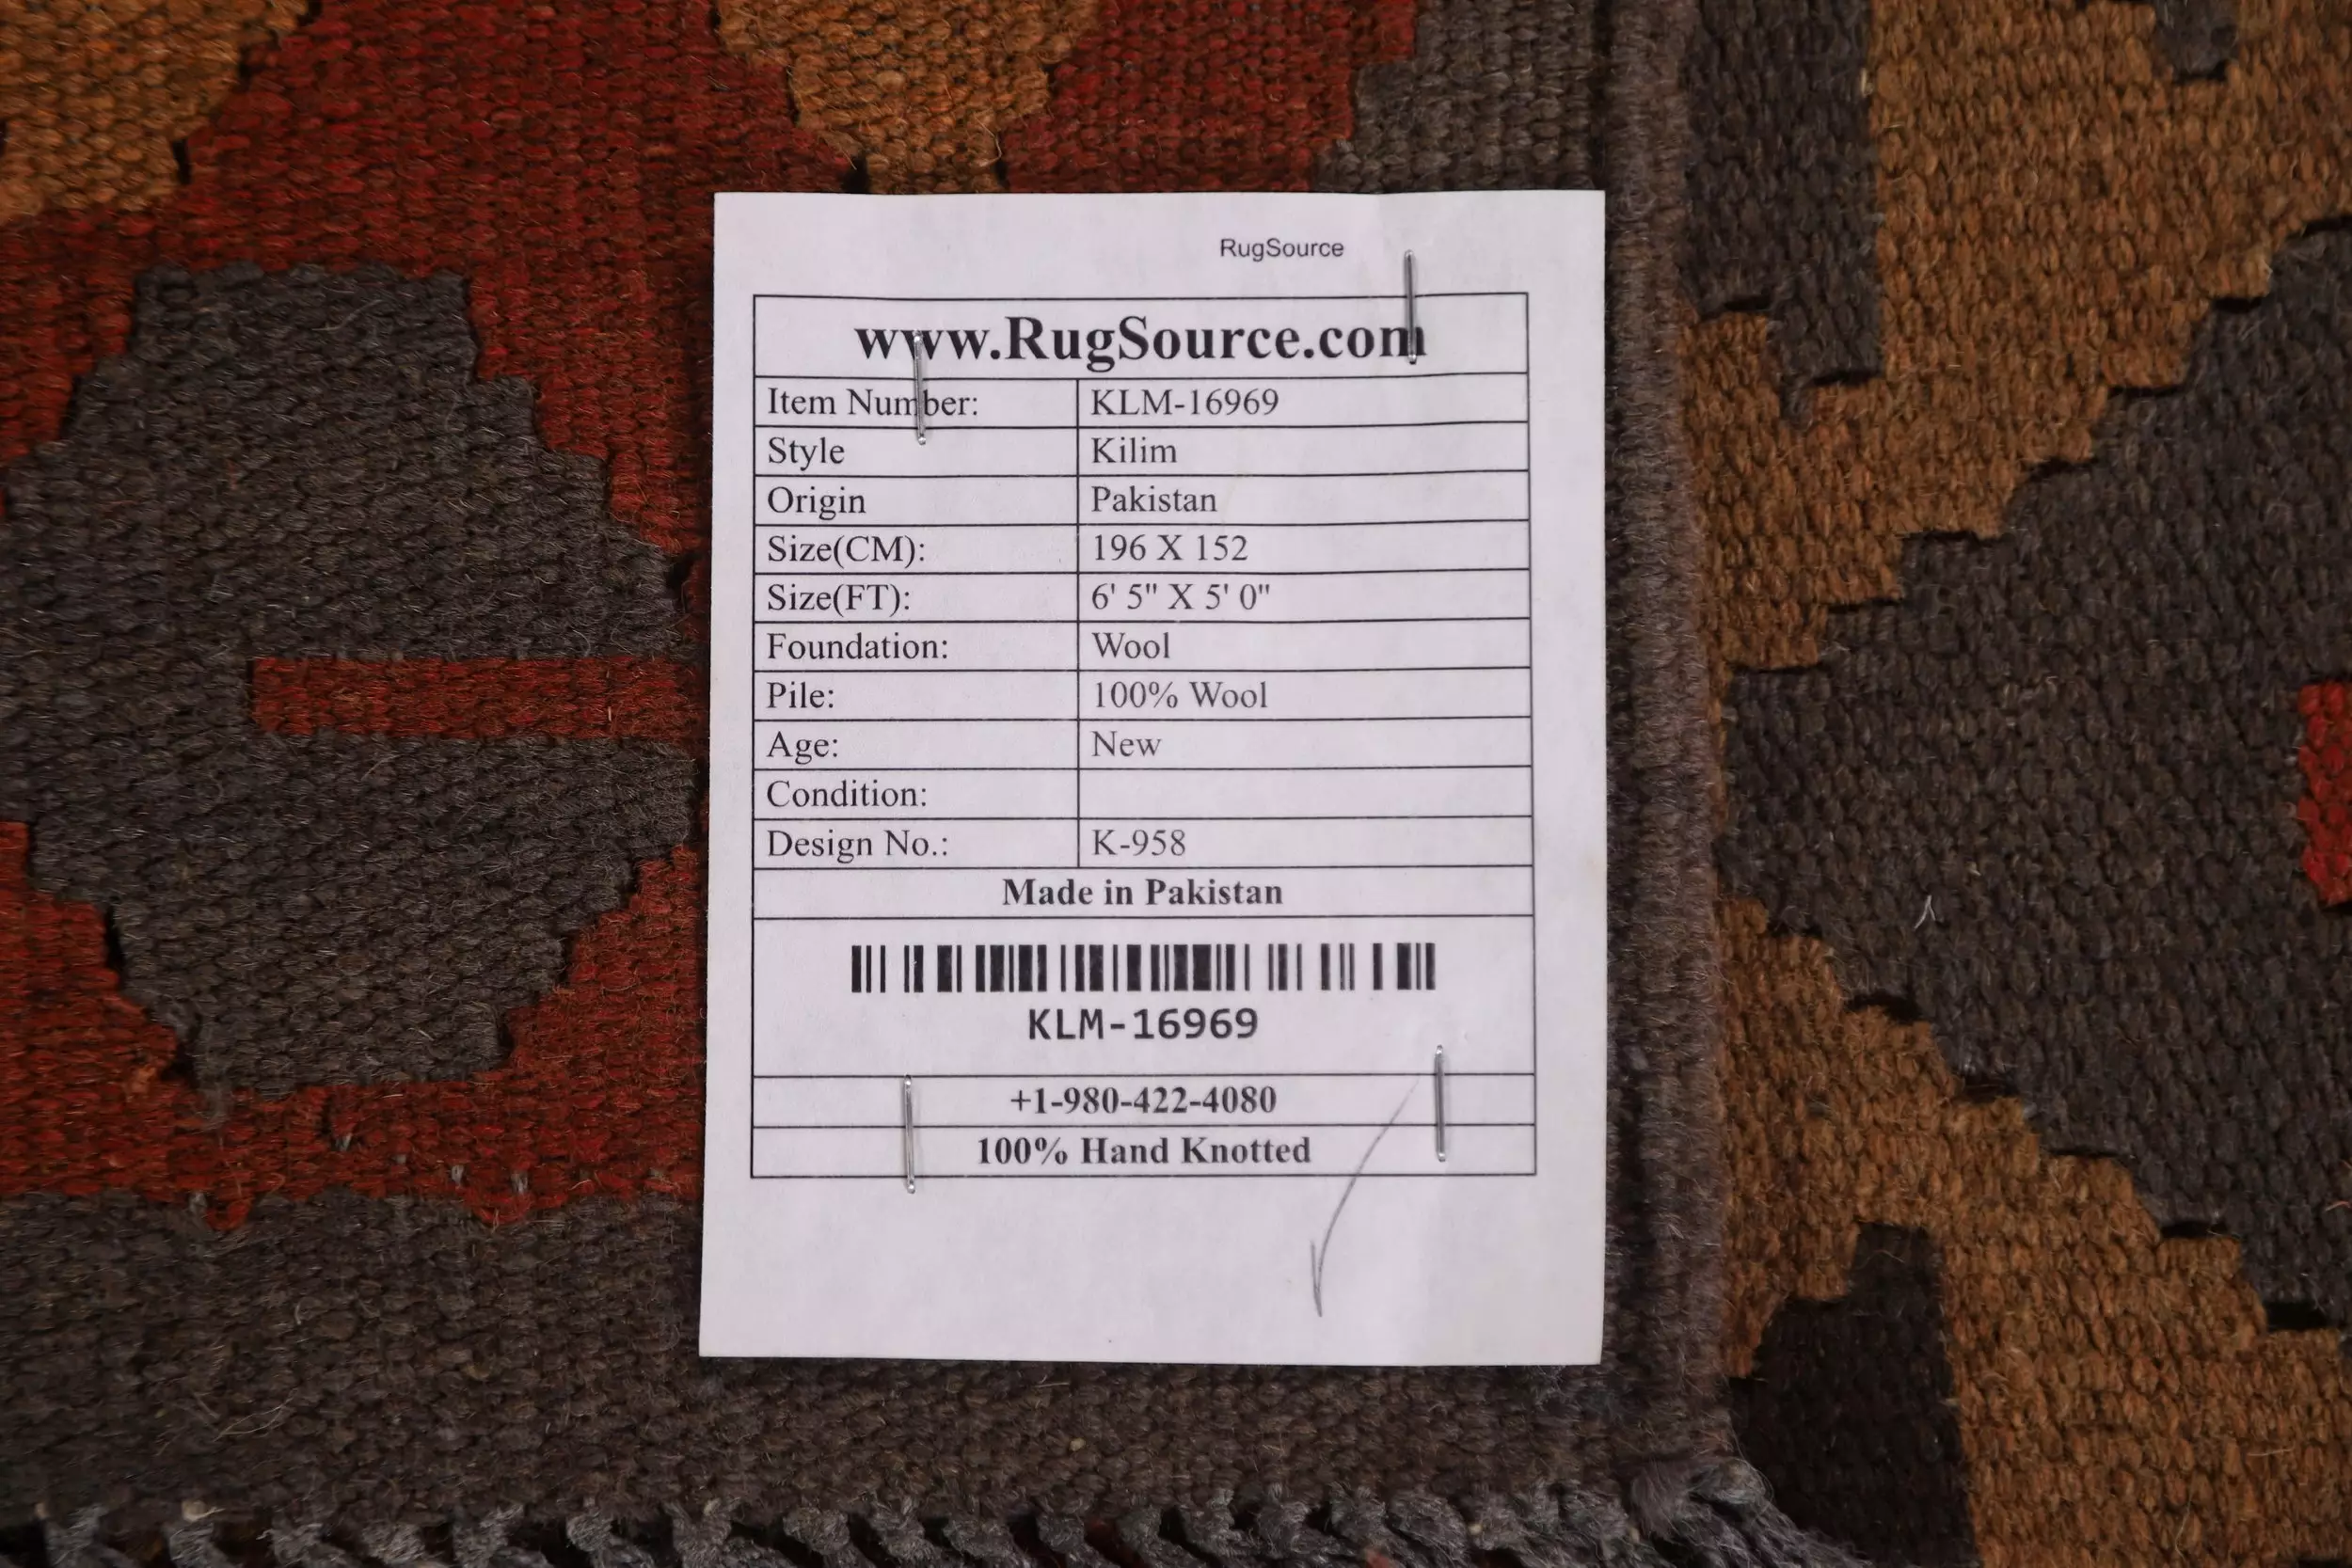 RugSource
www.RugSource.com
Item Number: KLM-16969
Style Kilim
Origin Pakistan
Size(CM): 196 X 152
Size(FT): 6' 5" X 5' 0"
Foundation: Wool
Pile: 100% Wool
Age: New
Condition:
Design No.: K-958
Made in Pakistan
KLM-16969
+1-980-422-4080
100% Hand Knotted